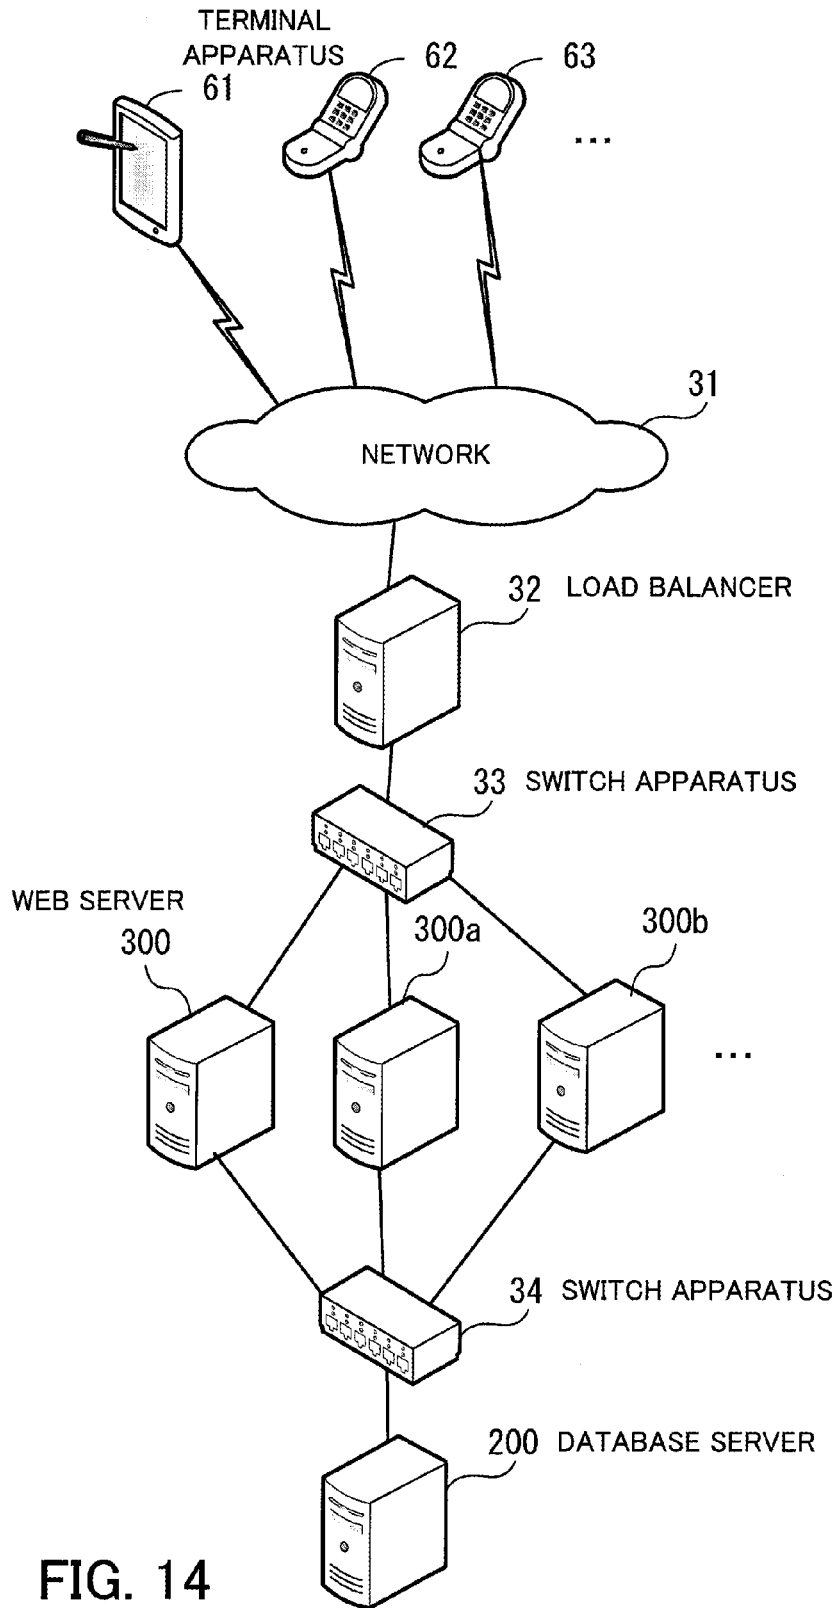 TERMINAL
APPARATUS
61
62
63
...
31
NETWORK
32 LOAD BALANCER
33 SWITCH APPARATUS
WEB SERVER
300
300a
300b
...
34 SWITCH APPARATUS
200 DATABASE SERVER
FIG. 14